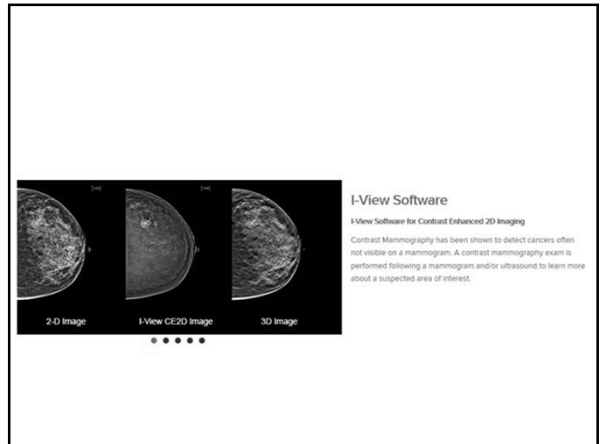 I-View Software
I-View Software for Contrast Enhanced 2D Imaging
Contrast Mammography has been shown to detect cancers often
not visible on a mammogram. A contrast mammography exam is
performed following a mammogram and/or ultrasound to learn more
about a suspected area of interest.
2-D Image
I-View CE2D Image
3D Image